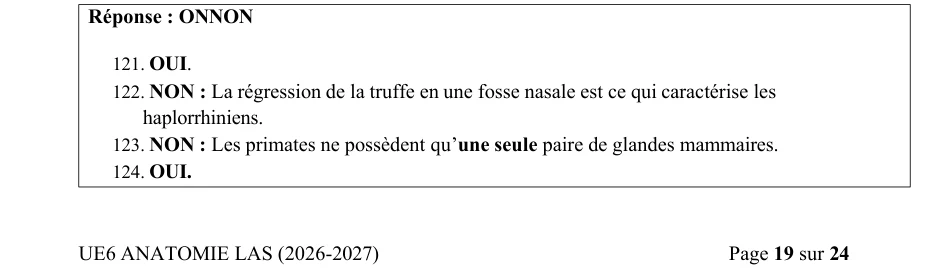 Réponse : ONNON
121. OUI.
122. NON : La régression de la truffe en une fosse nasale est ce qui caractérise les
haplorrhiniens.
123. NON : Les primates ne possèdent qu’une seule paire de glandes mammaires.
124. OUI.
UE6 ANATOMIE LAS (2026-2027)
Page 19 sur 24